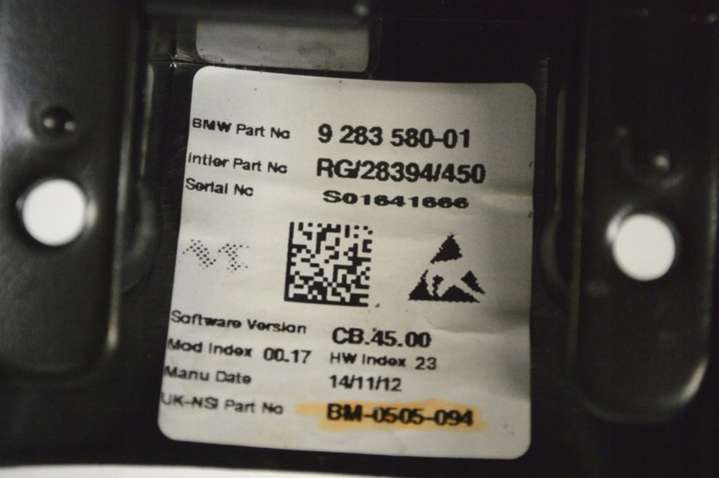 BMW Part No 9 283 580-01
Intier Part No RG/28394/450
Serial No S01641666
Software Version CB.45.00
Mod Index 00.17 HW Index 23
Manu Date 14/11/12
UK-NSI Part No BM-0505-094